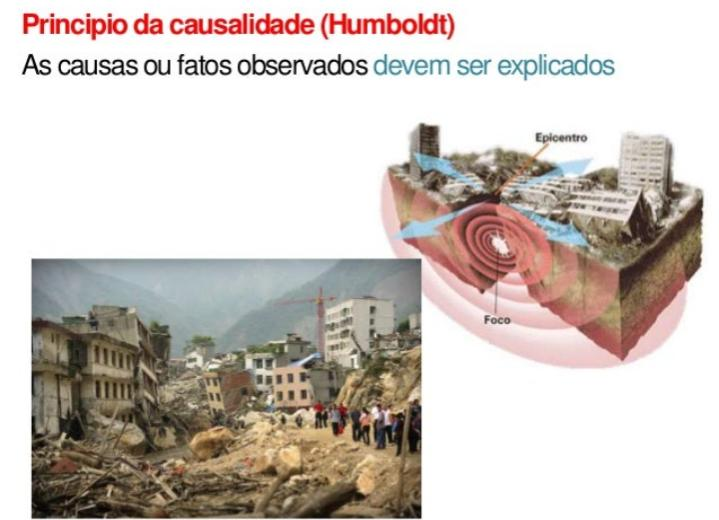 Principio da causalidade (Humboldt)
As causas ou fatos observados devem ser explicados
Epicentro
Foco